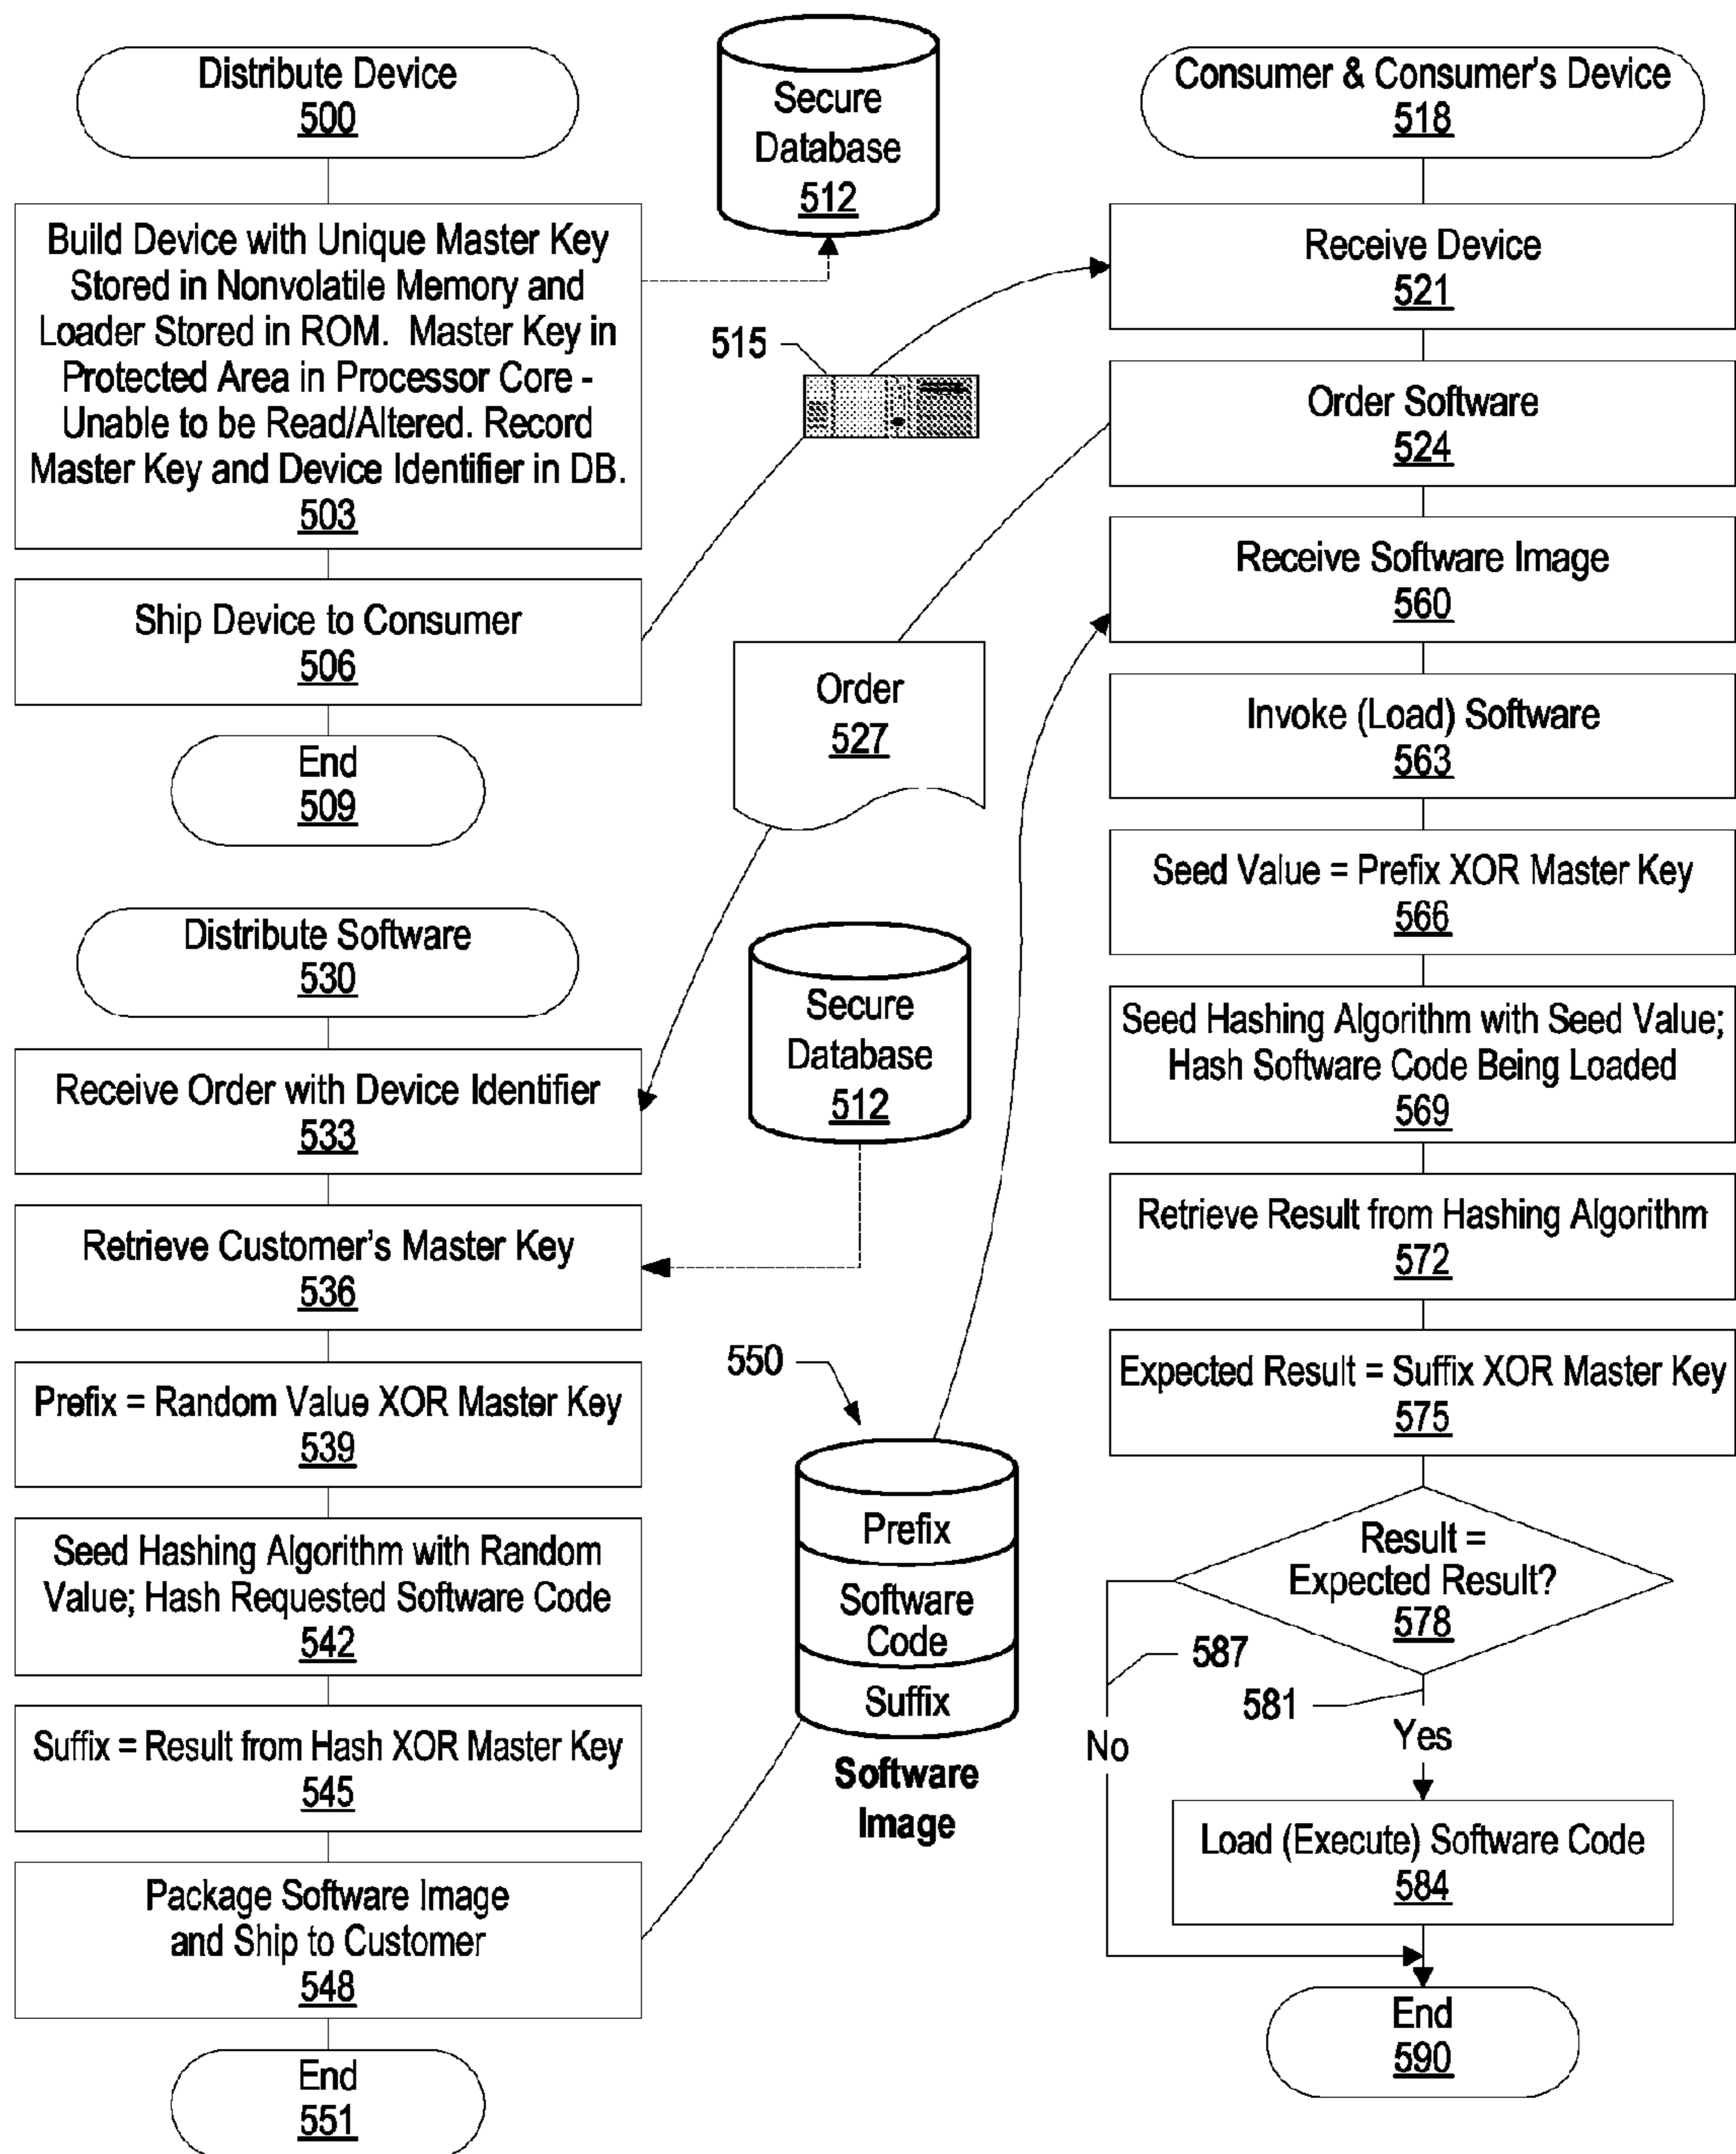 Distribute Device
500
Build Device with Unique Master Key
Stored in Nonvolatile Memory and
Loader Stored in ROM. Master Key in
Protected Area in Processor Core -
Unable to be Read/Altered. Record
Master Key and Device Identifier in DB.
503
Ship Device to Consumer
506
End
509
Secure
Database
512
515
Order
527
Distribute Software
530
Receive Order with Device Identifier
533
Retrieve Customer's Master Key
536
Prefix = Random Value XOR Master Key
539
Seed Hashing Algorithm with Random
Value; Hash Requested Software Code
542
Suffix = Result from Hash XOR Master Key
545
Package Software Image
and Ship to Customer
548
End
551
Secure
Database
512
550
Prefix
Software
Code
Suffix
Software
Image
Consumer & Consumer's Device
518
Receive Device
521
Order Software
524
Receive Software Image
560
Invoke (Load) Software
563
Seed Value = Prefix XOR Master Key
566
Seed Hashing Algorithm with Seed Value;
Hash Software Code Being Loaded
569
Retrieve Result from Hashing Algorithm
572
Expected Result = Suffix XOR Master Key
575
Result =
Expected Result?
578
587
581
No
Yes
Load (Execute) Software Code
584
End
590